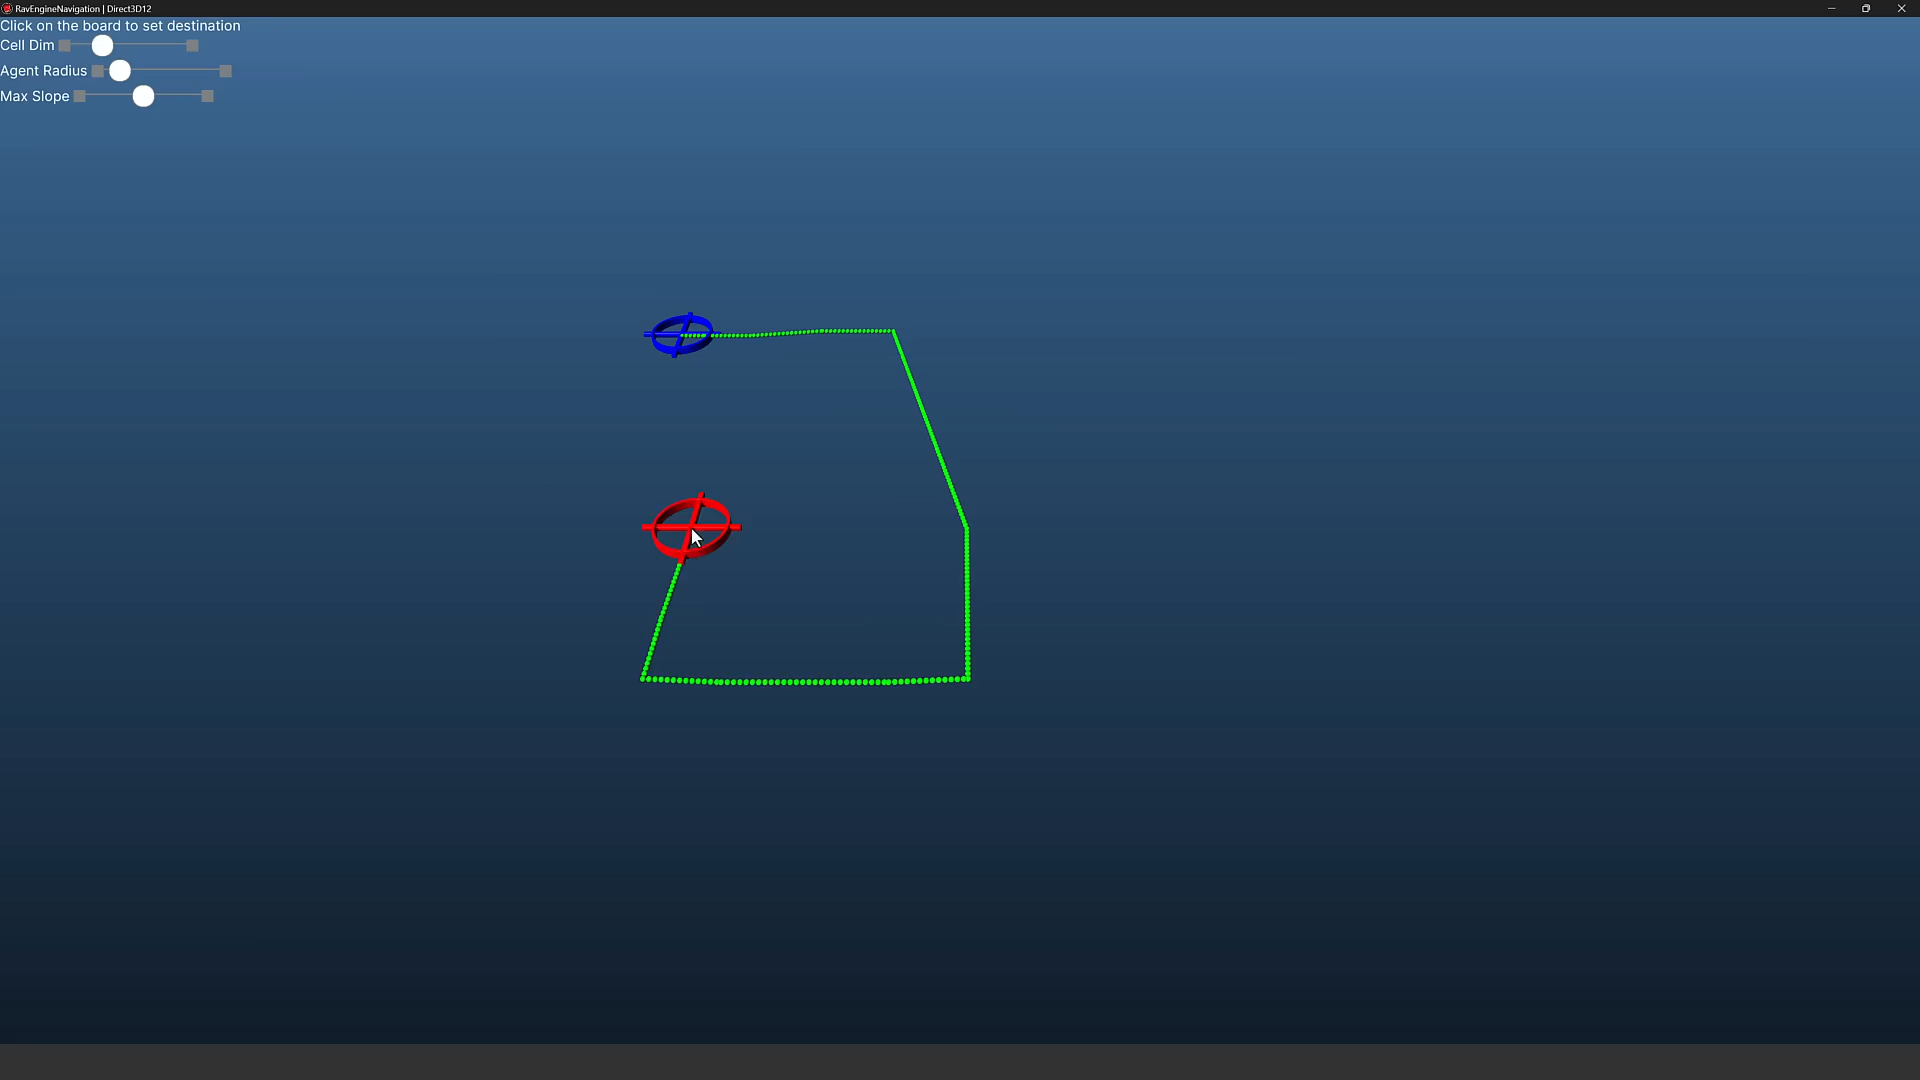 RavEngineNavigation | Direct3D12
Click on the board to set destination
Cell Dim
Agent Radius
Max Slope